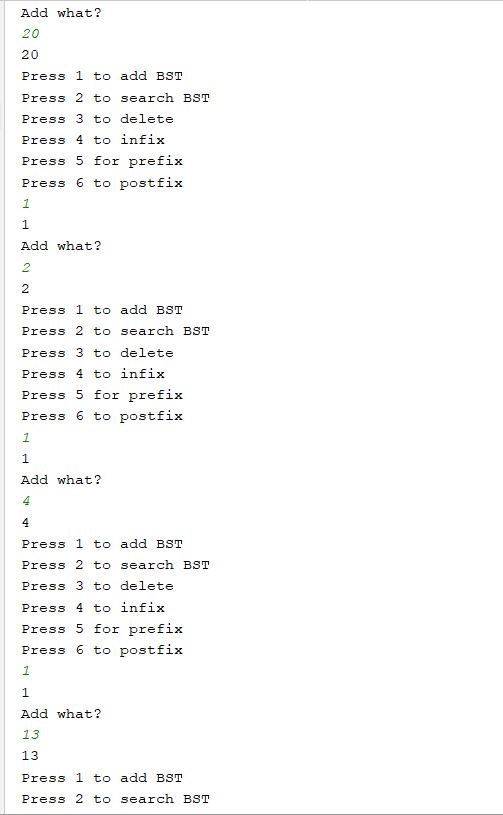 Add what?
20
20
Press 1 to add BST
Press 2 to search BST
Press 3 to delete
Press 4 to infix
Press 5 for prefix
Press 6 to postfix
1
1
Add what?
2
2
Press 1 to add BST
Press 2 to search BST
Press 3 to delete
Press 4 to infix
Press 5 for prefix
Press 6 to postfix
1
1
Add what?
4
4
Press 1 to add BST
Press 2 to search BST
Press 3 to delete
Press 4 to infix
Press 5 for prefix
Press 6 to postfix
1
1
Add what?
13
13
Press 1 to add BST
Press 2 to search BST